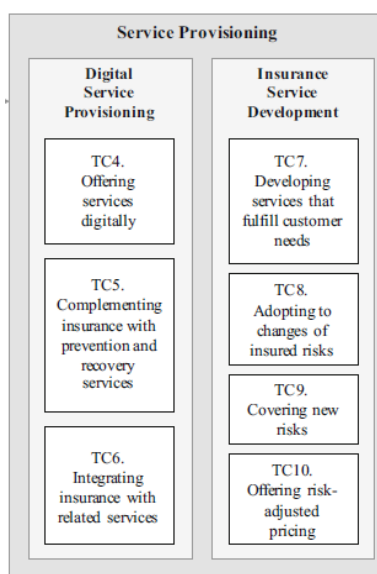 Service Provisioning
Digital
Service
Provisioning
TC4.
Offering
services
digitally
TC5.
Complementing
insurance with
prevention and
recovery
services
TC6.
Integrating
insurance with
related services
Insurance
Service
Development
TC7.
Developing
services that
fulfill customer
needs
TC8.
Adopting to
changes of
insured risks
TC9.
Covering new
risks
TC10.
Offering risk-
adjusted
pricing